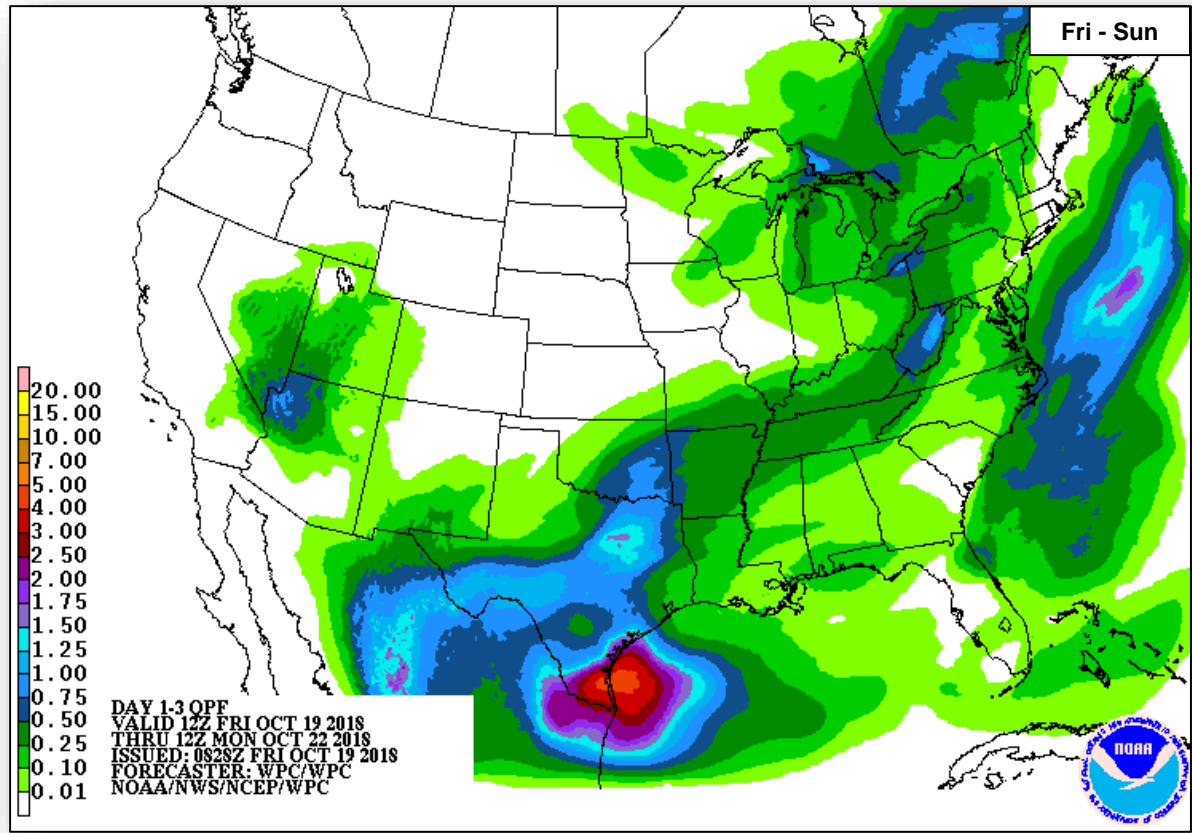 Fri - Sun
20.00
15.00
10.00
7.00
5.00
4.00
3.00
2.50
2.00
1.75
1.50
1.25
1.00
0.75
0.50
0.25
0.10
0.01
DAY 1-3 QPF
VALID 12Z FRI OCT 19 2018
THRU 12Z MON OCT 22 2018
ISSUED: 0828Z FRI OCT 19 2018
FORECASTER: WPC/WPC
NOAA/NWS/NCEP/WPC
NOAA